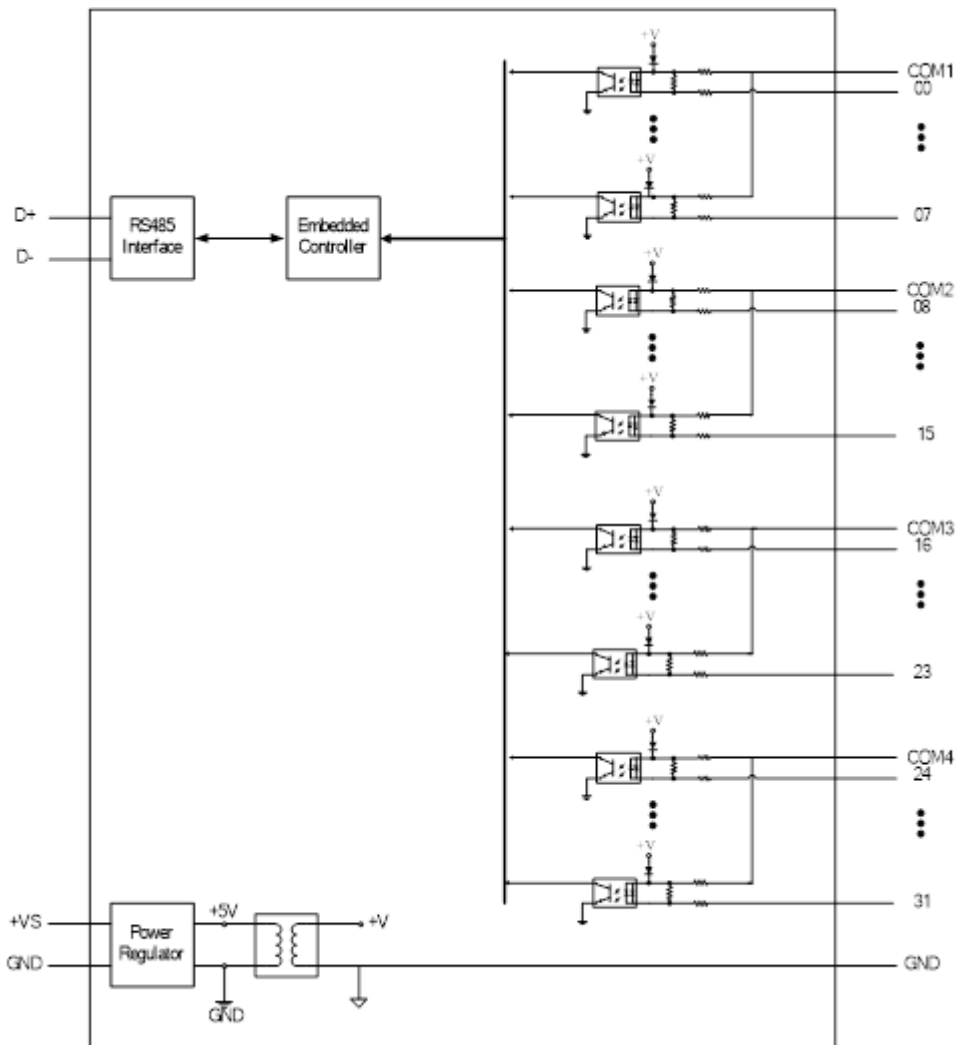 +V
COM1
00
+V
07
D+
D-
RS485
Interface
Embedded
Controller
+V
COM2
08
+V
15
+V
COM3
16
+V
23
+V
COM4
24
+V
31
+VS
GND
Power
Regulator
+5V
+V
GND
GND